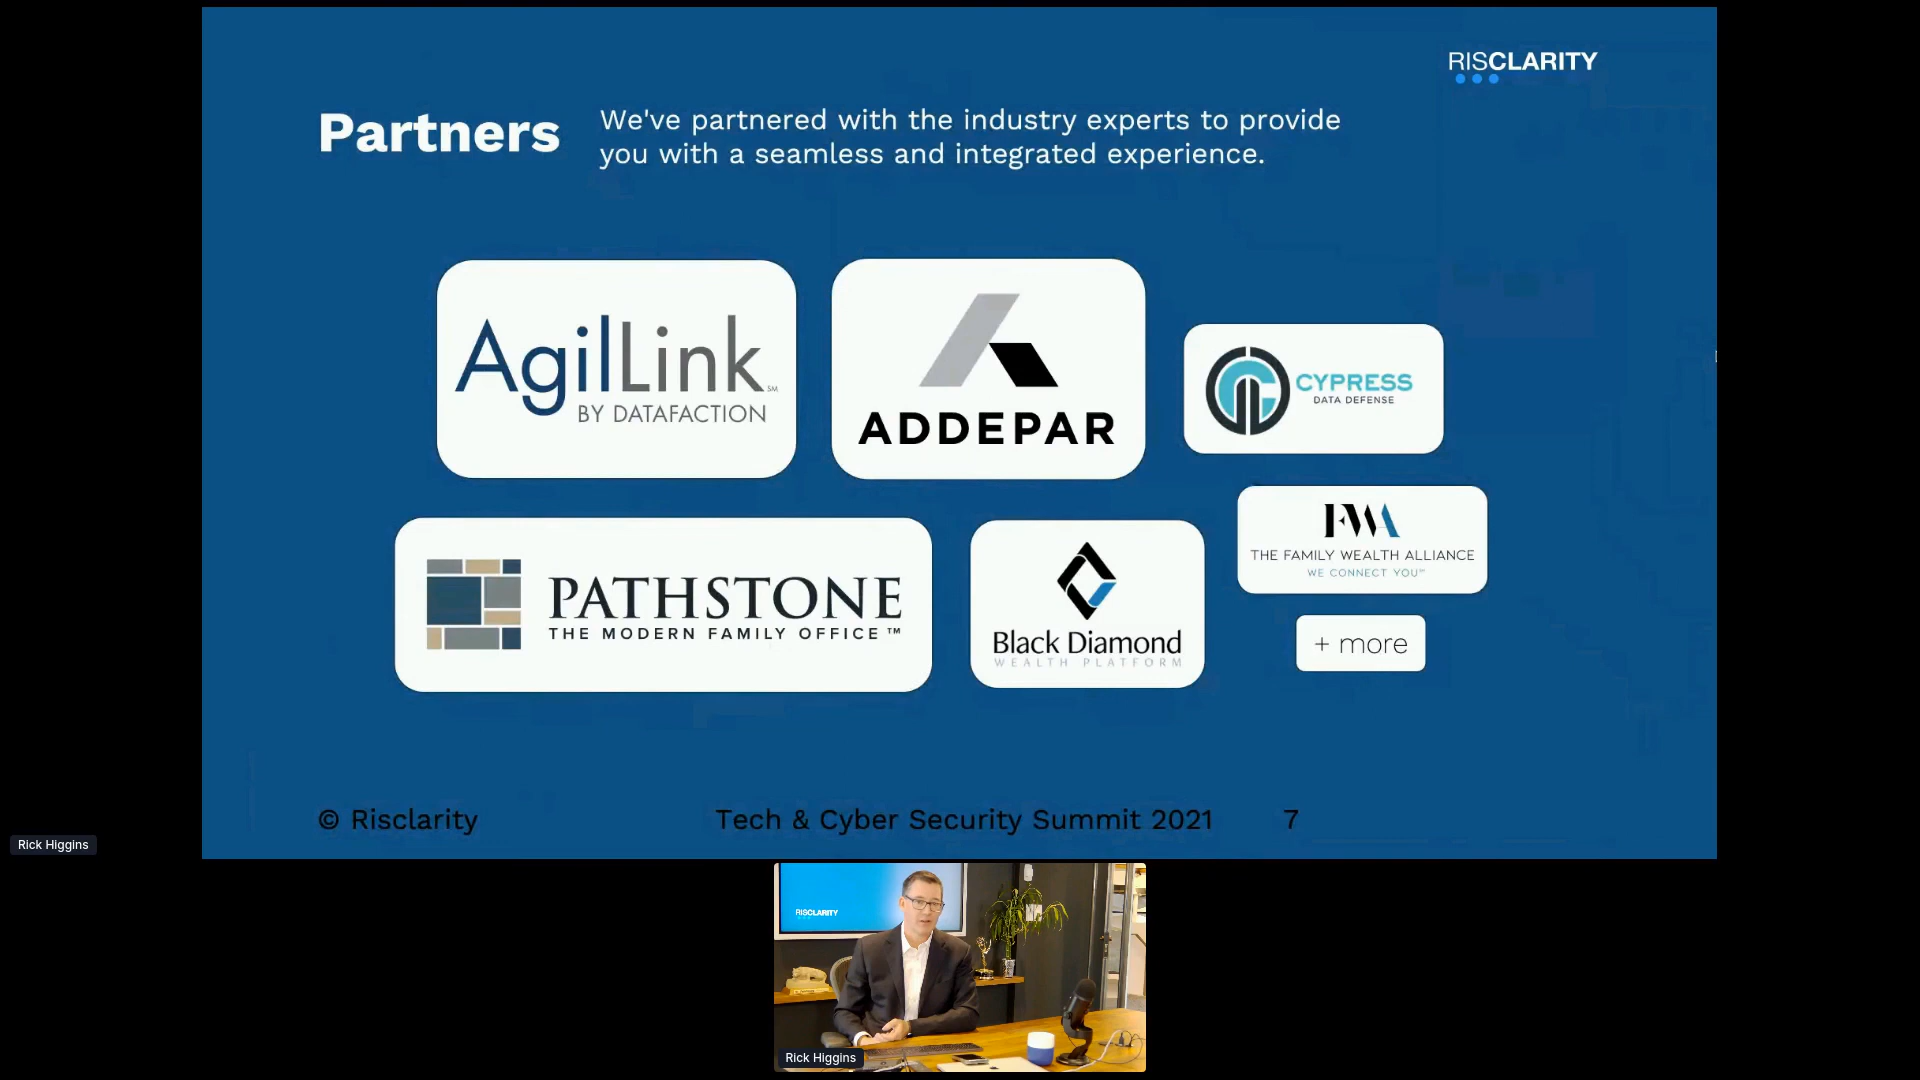 RISCLARITY
Partners
We've partnered with the industry experts to provide
you with a seamless and integrated experience.
AgilLink SM
BY DATAFACTION
ADDEPAR
CYPRESS
DATA DEFENSE
PATHSTONE
THE MODERN FAMILY OFFICE ™
Black Diamond
WEALTH PLATFORM
FWA
THE FAMILY WEALTH ALLIANCE
WE CONNECT YOU℠
+ more
© Risclarity
Tech & Cyber Security Summit 2021
7
Rick Higgins
RISCLARITY
Rick Higgins